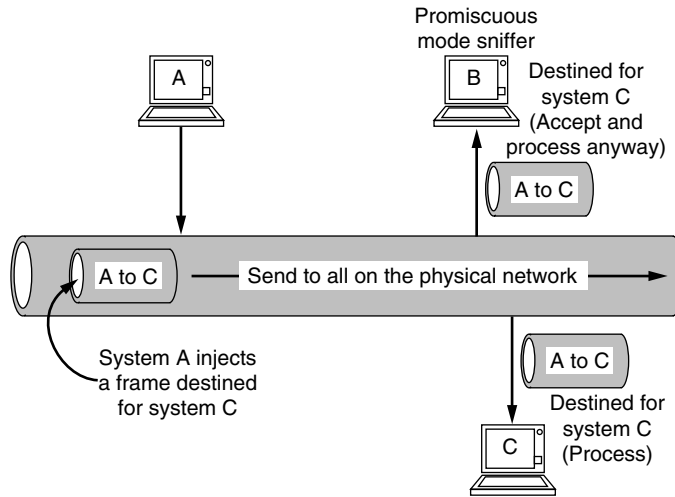 Promiscuous
mode sniffer
A
B
Destined for
system C
(Accept and
process anyway)
A to C
A to C
Send to all on the physical network
System A injects
a frame destined
for system C
A to C
Destined for
system C
(Process)
C